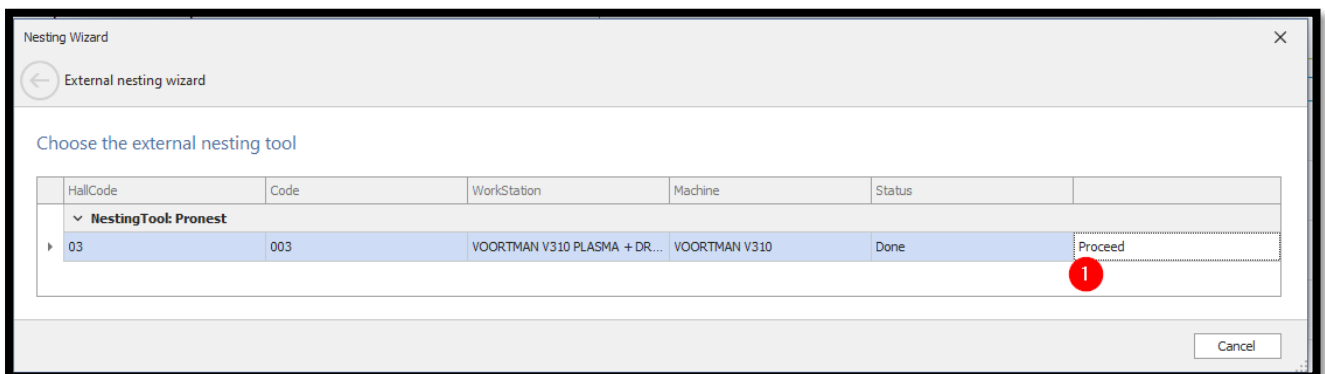 Nesting Wizard
External nesting wizard
Choose the external nesting tool
HallCode Code WorkStation Machine Status
NestingTool: Pronest
03 003 VOORTMAN V310 PLASMA + DR... VOORTMAN V310 Done Proceed
1
Cancel